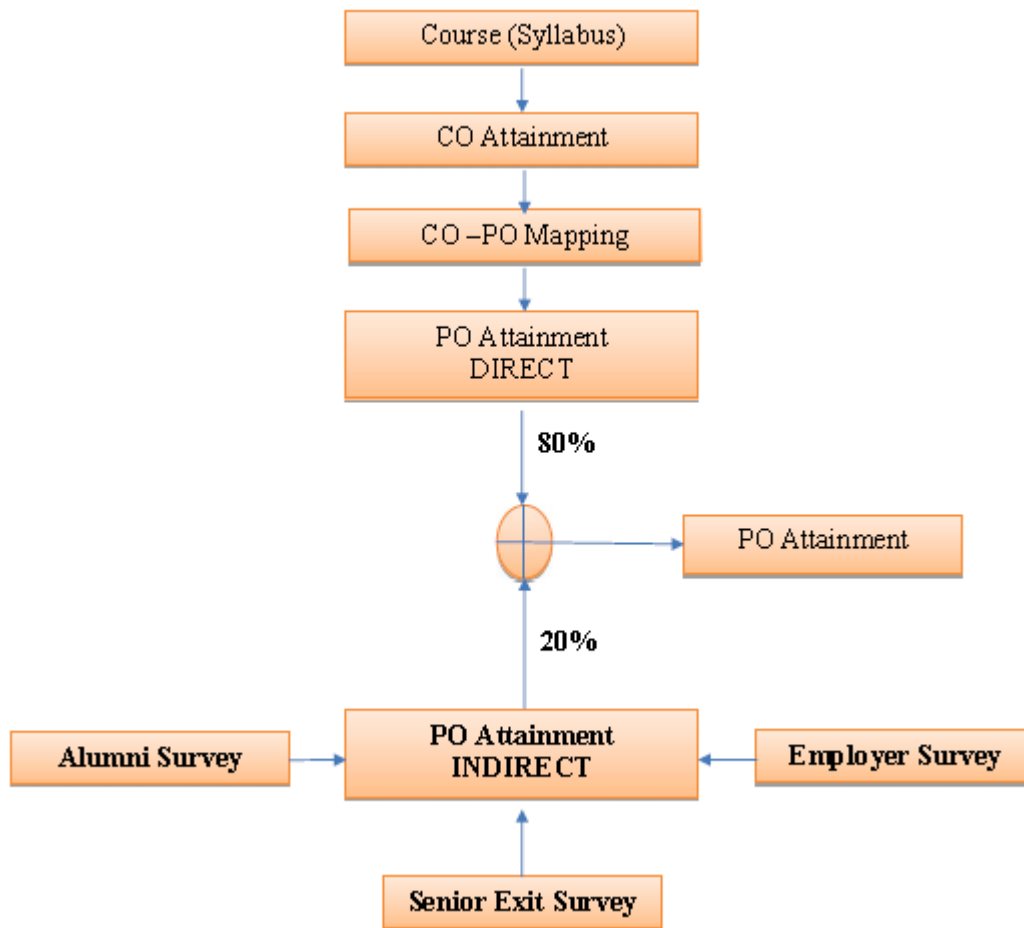 Course (Syllabus)
CO Attainment
CO –PO Mapping
PO Attainment
DIRECT
80%
PO Attainment
20%
PO Attainment
INDIRECT
Alumni Survey
Employer Survey
Senior Exit Survey